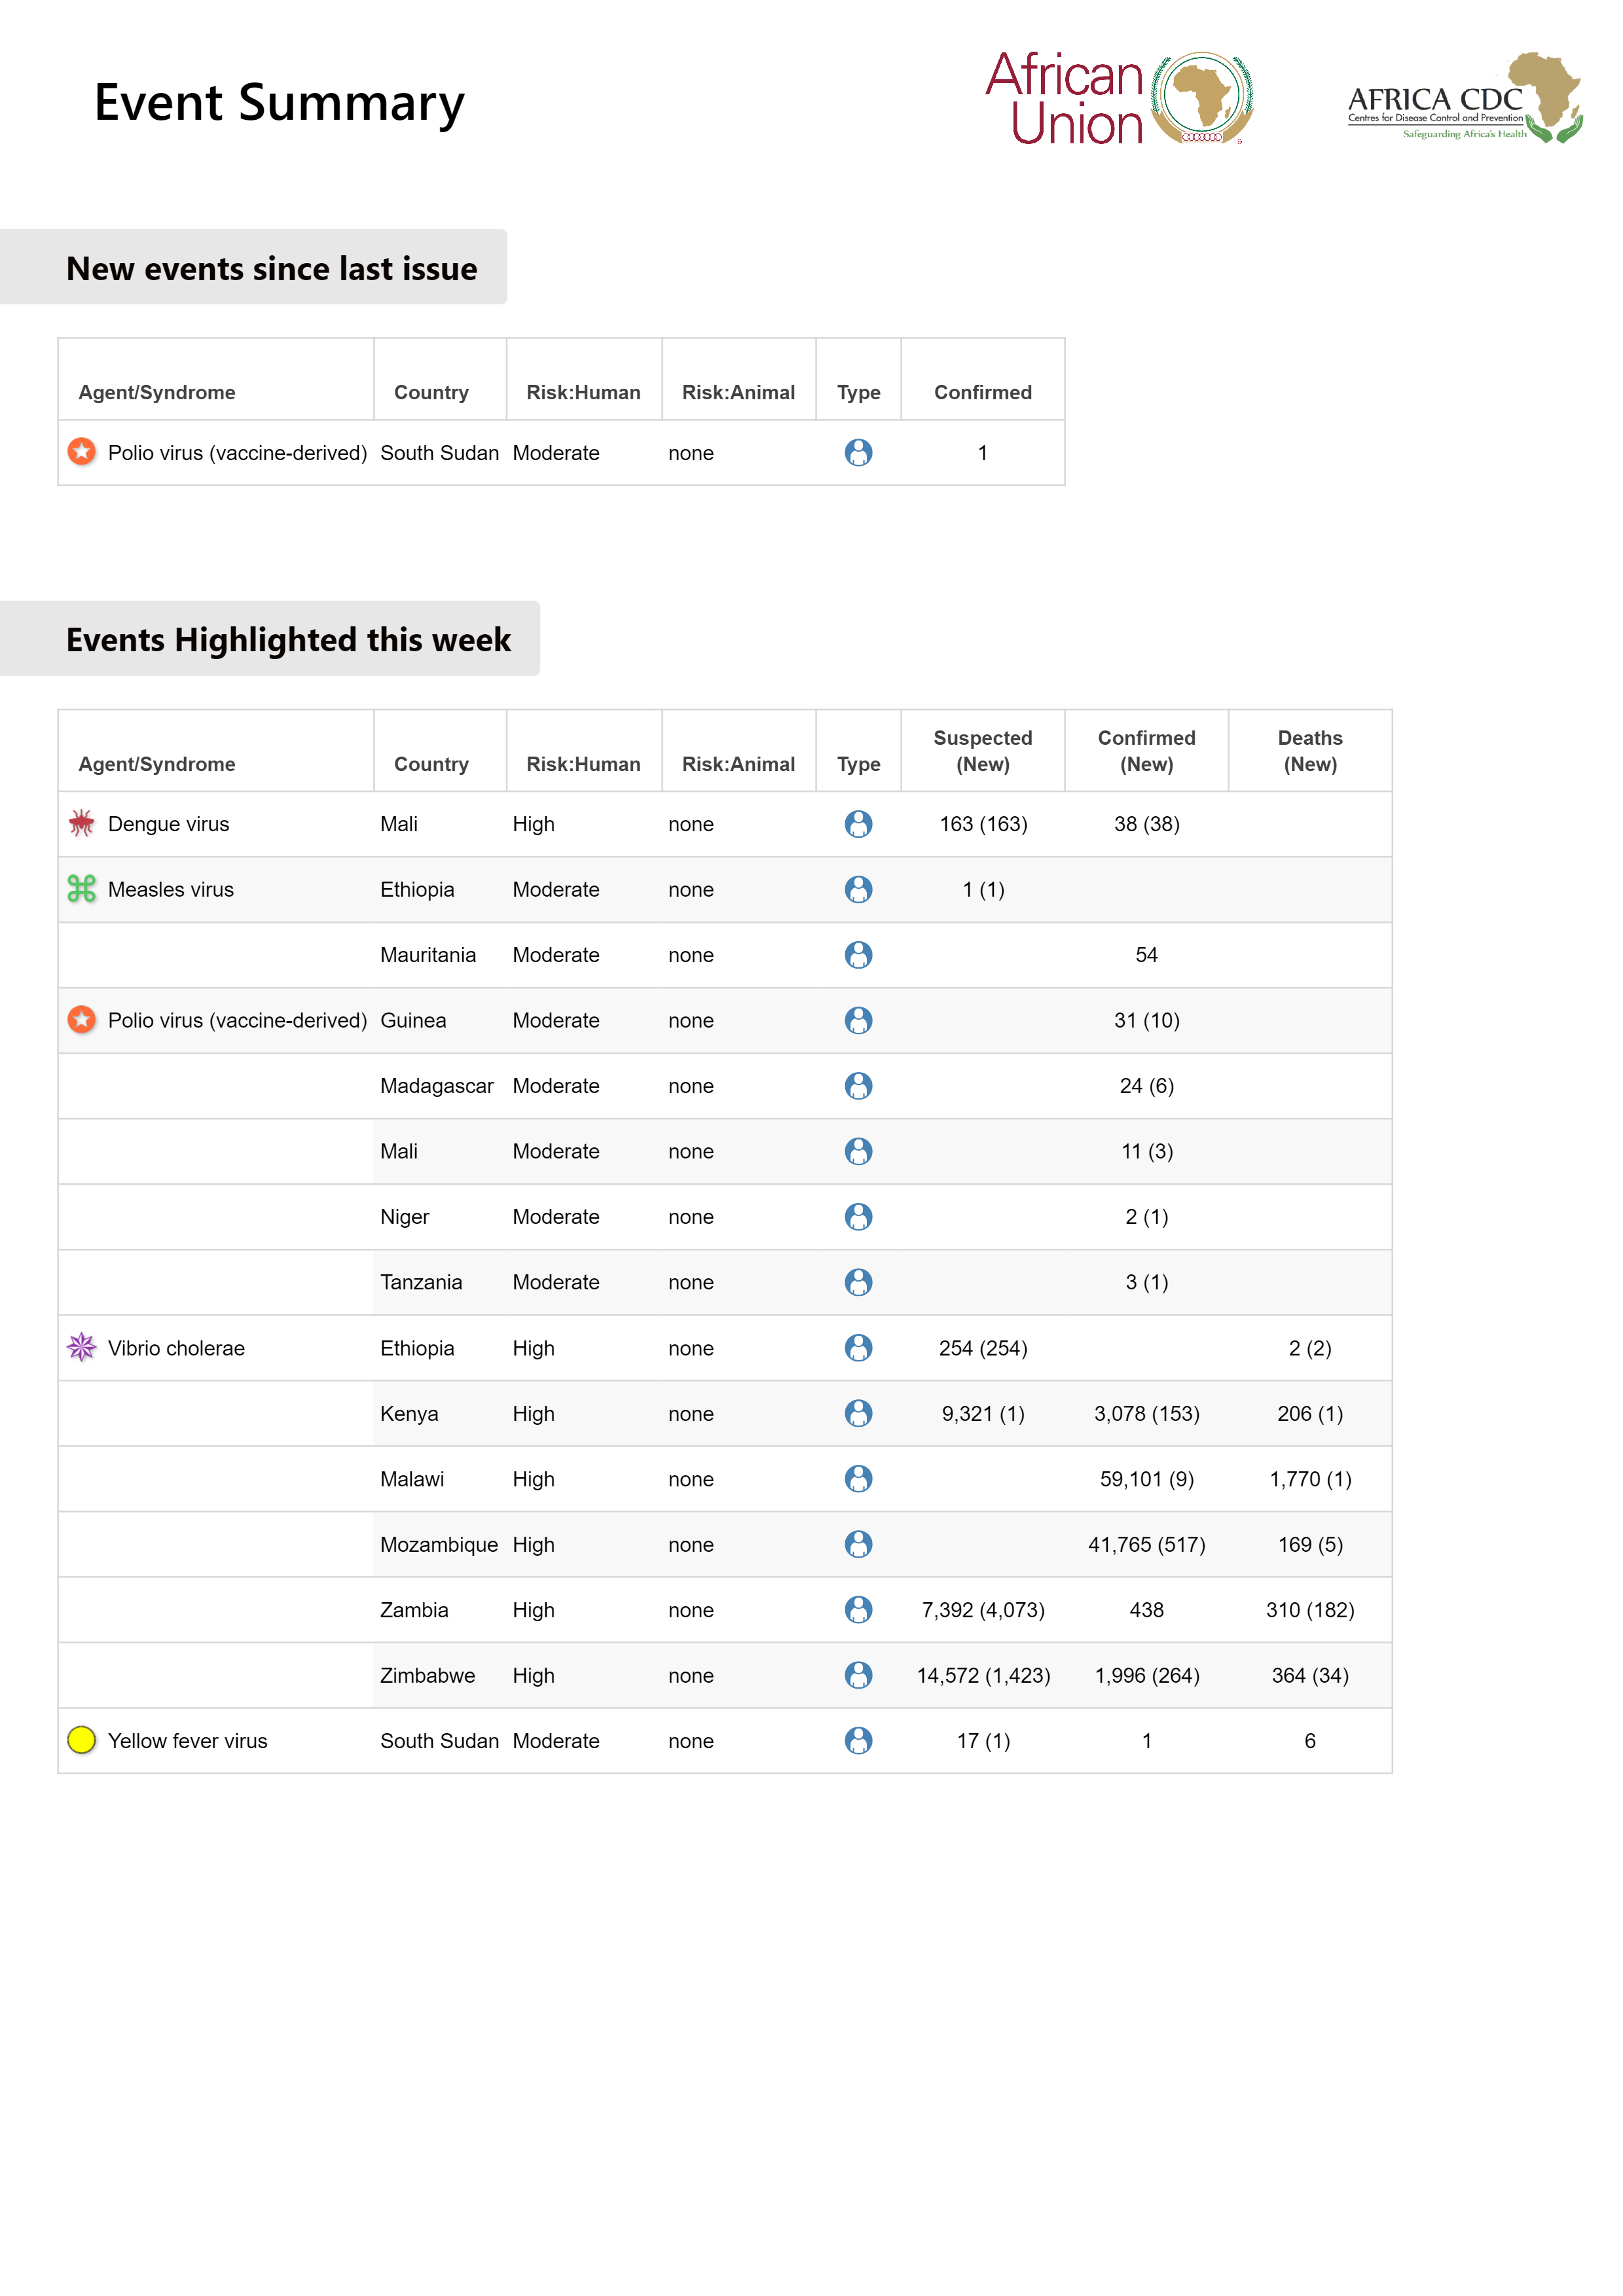 Event Summary
African
Union
AFRICA CDC
Centres for Disease Control and Prevention
Safeguarding Africa's Health
New events since last issue
Agent/Syndrome Country Risk:Human Risk:Animal Type Confirmed
Polio virus (vaccine-derived) South Sudan Moderate none 1
Events Highlighted this week
Agent/Syndrome Country Risk:Human Risk:Animal Type Suspected (New) Confirmed (New) Deaths (New)
Dengue virus Mali High none 163 (163) 38 (38)
Measles virus Ethiopia Moderate none 1 (1)
Mauritania Moderate none 54
Polio virus (vaccine-derived) Guinea Moderate none 31 (10)
Madagascar Moderate none 24 (6)
Mali Moderate none 11 (3)
Niger Moderate none 2 (1)
Tanzania Moderate none 3 (1)
Vibrio cholerae Ethiopia High none 254 (254) 2 (2)
Kenya High none 9,321 (1) 3,078 (153) 206 (1)
Malawi High none 59,101 (9) 1,770 (1)
Mozambique High none 41,765 (517) 169 (5)
Zambia High none 7,392 (4,073) 438 310 (182)
Zimbabwe High none 14,572 (1,423) 1,996 (264) 364 (34)
Yellow fever virus South Sudan Moderate none 17 (1) 1 6